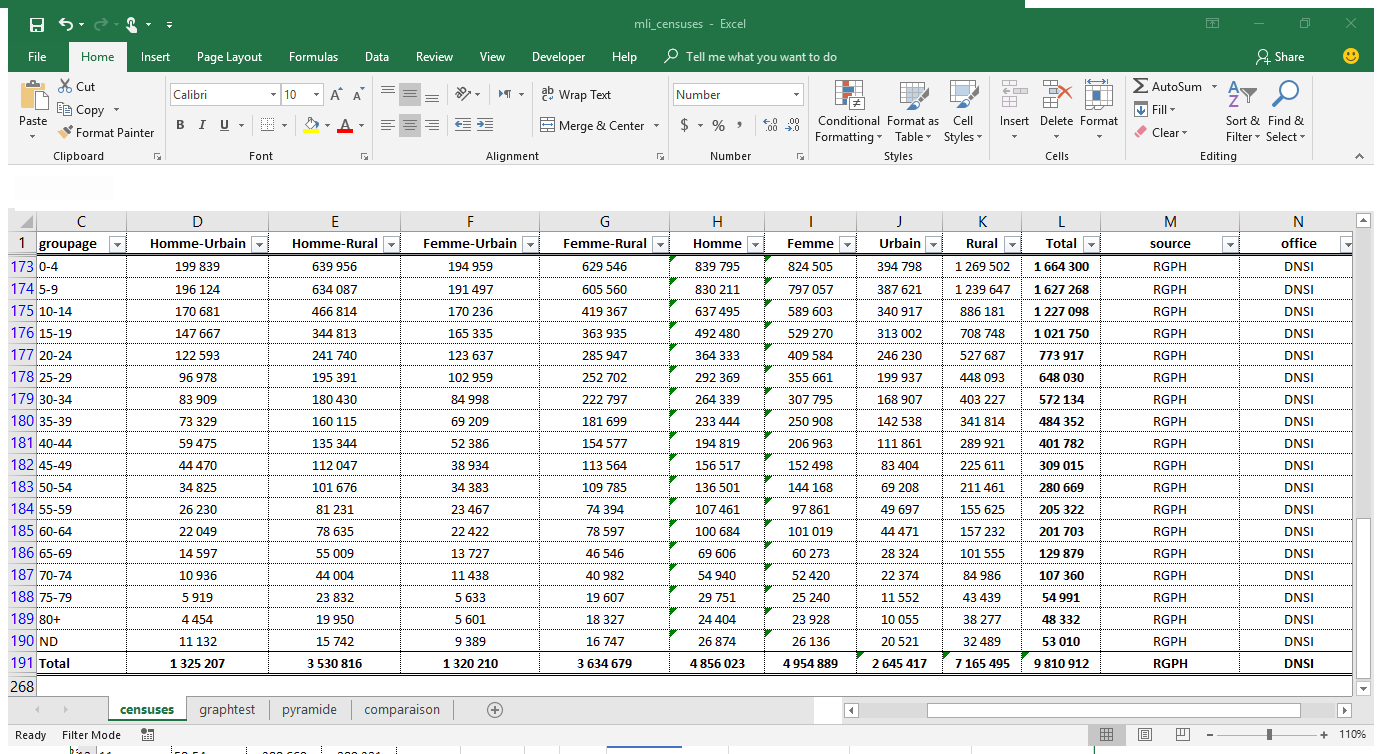 mli_censuses - Excel
File Home Insert Page Layout Formulas Data Review View Developer Help Tell me what you want to do Share
Paste Cut Copy Format Painter Clipboard
Calibri 10 A A B I U A Font
Wrap Text Merge & Center Alignment
Number $ % , Number
Conditional Formatting Format as Table Cell Styles Styles
Insert Delete Format Cells
AutoSum Fill Clear Sort & Filter Find & Select Editing
C D E F G H I J K L M N
1 groupage Homme-Urbain Homme-Rural Femme-Urbain Femme-Rural Homme Femme Urbain Rural Total source office
173 0-4 199 839 639 956 194 959 629 546 839 795 824 505 394 798 1 269 502 1 664 300 RGPH DNSI
174 5-9 196 124 634 087 191 497 605 560 830 211 797 057 387 621 1 239 647 1 627 268 RGPH DNSI
175 10-14 170 681 466 814 170 236 419 367 637 495 589 603 340 917 886 181 1 227 098 RGPH DNSI
176 15-19 147 667 344 813 165 335 363 935 492 480 529 270 313 002 708 748 1 021 750 RGPH DNSI
177 20-24 122 593 241 740 123 637 285 947 364 333 409 584 246 230 527 687 773 917 RGPH DNSI
178 25-29 96 978 195 391 102 959 252 702 292 369 355 661 199 937 448 093 648 030 RGPH DNSI
179 30-34 83 909 180 430 84 998 222 797 264 339 307 795 168 907 403 227 572 134 RGPH DNSI
180 35-39 73 329 160 115 69 209 181 699 233 444 250 908 142 538 341 814 484 352 RGPH DNSI
181 40-44 59 475 135 344 52 386 154 577 194 819 206 963 111 861 289 921 401 782 RGPH DNSI
182 45-49 44 470 112 047 38 934 113 564 156 517 152 498 83 404 225 611 309 015 RGPH DNSI
183 50-54 34 825 101 676 34 383 109 785 136 501 144 168 69 208 211 461 280 669 RGPH DNSI
184 55-59 26 230 81 231 23 467 74 394 107 461 97 861 49 697 155 625 205 322 RGPH DNSI
185 60-64 22 049 78 635 22 422 78 597 100 684 101 019 44 471 157 232 201 703 RGPH DNSI
186 65-69 14 597 55 009 13 727 46 546 69 606 60 273 28 324 101 555 129 879 RGPH DNSI
187 70-74 10 936 44 004 11 438 40 982 54 940 52 420 22 374 84 986 107 360 RGPH DNSI
188 75-79 5 919 23 832 5 633 19 607 29 751 25 240 11 552 43 439 54 991 RGPH DNSI
189 80+ 4 454 19 950 5 601 18 327 24 404 23 928 10 055 38 277 48 332 RGPH DNSI
190 ND 11 132 15 742 9 389 16 747 26 874 26 136 20 521 32 489 53 010 RGPH DNSI
191 Total 1 325 207 3 530 816 1 320 210 3 634 679 4 856 023 4 954 889 2 645 417 7 165 495 9 810 912 RGPH DNSI
268
censuses graphtest pyramide comparaison
Ready Filter Mode 110%